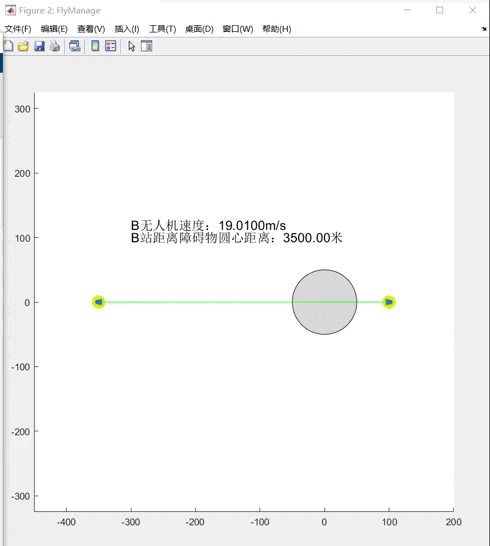 Figure 2: FlyManage
文件(F) 编辑(E) 查看(V) 插入(I) 工具(T) 桌面(D) 窗口(W) 帮助(H)
300
200
B无人机速度：19.0100m/s
B站距离障碍物圆心距离：3500.00米
100
0
-100
-200
-300
-400 -300 -200 -100 0 100 200